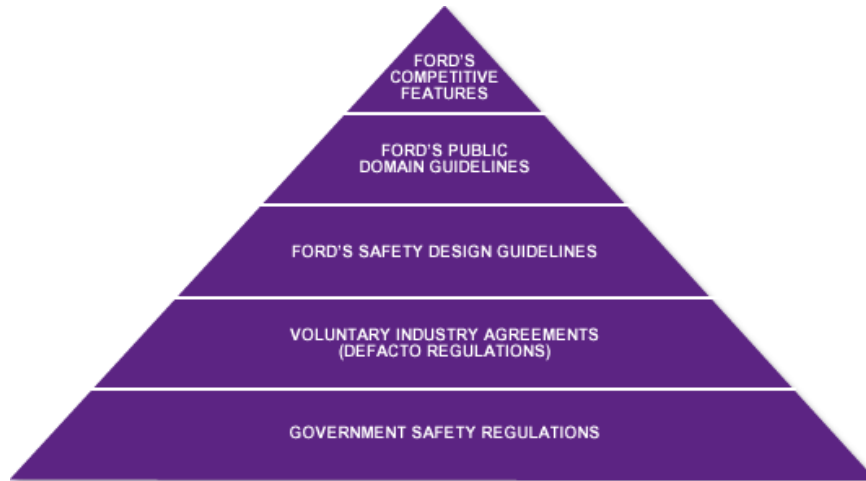 FORD'S
COMPETITIVE
FEATURES
FORD'S PUBLIC
DOMAIN GUIDELINES
FORD'S SAFETY DESIGN GUIDELINES
VOLUNTARY INDUSTRY AGREEMENTS
(DEFACTO REGULATIONS)
GOVERNMENT SAFETY REGULATIONS